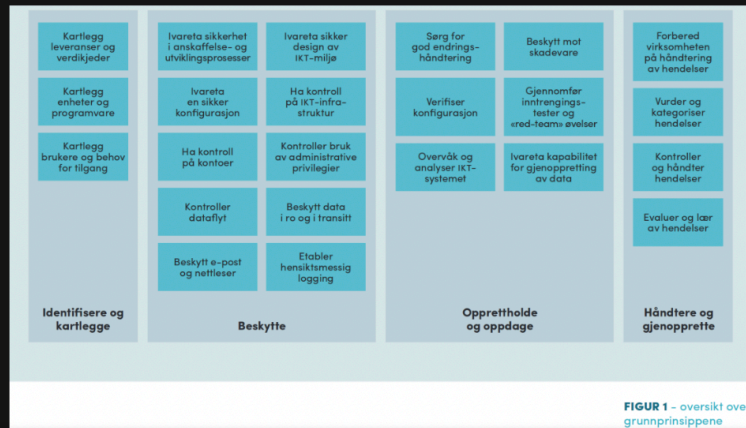 Kartlegg
leveranser og
verdikjeder
Kartlegg
enheter og
programvare
Kartlegg
brukere og behov
for tilgang
Identifisere og
kartlegge
Ivareta sikkerhet
i anskaffelse- og
utviklingsprosesser
Ivareta sikker
design av
IKT-miljø
Ivareta
en sikker
konfigurasjon
Ha kontroll
på IKT-infra-
struktur
Ha kontroll
på kontoer
Kontroller bruk
av administrative
privilegier
Kontroller
dataflyt
Beskytt data
i ro og i transitt
Beskytt e-post
og nettleser
Etabler
hensiktsmessig
logging
Beskytte
Sørg for
god endrings-
håndtering
Beskytt mot
skadevare
Verifiser
konfigurasjon
Gjennomfør
inntrengings-
tester og
«red-team» øvelser
Overvåk og
analyser IKT-
systemet
Ivareta kapabilitet
for gjenoppretting
av data
Opprettholde
og oppdage
Forbered
virksomheten
på håndtering
av hendelser
Vurder og
kategoriser
hendelser
Kontroller
og håndter
hendelser
Evaluer og lær
av hendelser
Håndtere og
gjenopprette
FIGUR 1 – oversikt ove
grunnprinsippene